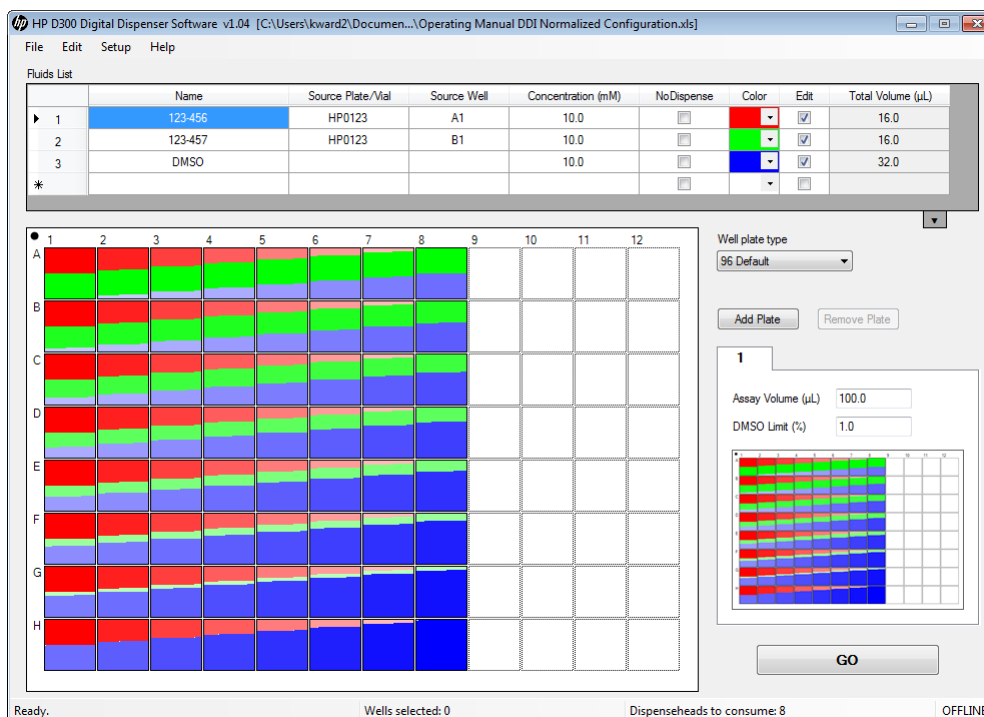 hp HP D300 Digital Dispenser Software v1.04 [C:\Users\kward2\Documen...\Operating Manual DDI Normalized Configuration.xls]
File Edit Setup Help
Fluids List
Name Source Plate/Vial Source Well Concentration (mM) NoDispense Color Edit Total Volume (µL)
1 123-456 HP0123 A1 10.0 16.0
2 123-457 HP0123 B1 10.0 16.0
3 DMSO 10.0 32.0
*
1 2 3 4 5 6 7 8 9 10 11 12
A
B
C
D
E
F
G
H
Well plate type
96 Default
Add Plate Remove Plate
1
Assay Volume (µL) 100.0
DMSO Limit (%) 1.0
GO
Ready. Wells selected: 0 Dispenseheads to consume: 8 OFFLINE